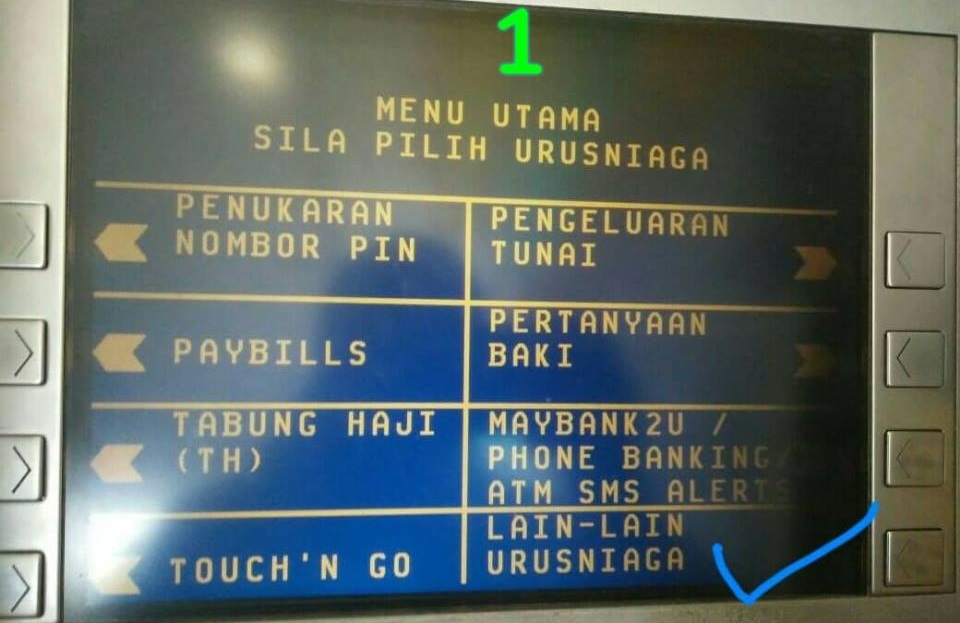 1
MENU UTAMA
SILA PILIH URUSNIAGA
PENUKARAN
NOMBOR PIN
PENGELUARAN
TUNAI
PAYBILLS
PERTANYAAN
BAKI
TABUNG HAJI
(TH)
MAYBANK2U /
PHONE BANKING/
ATM SMS ALERTS
TOUCH'N GO
LAIN-LAIN
URUSNIAGA